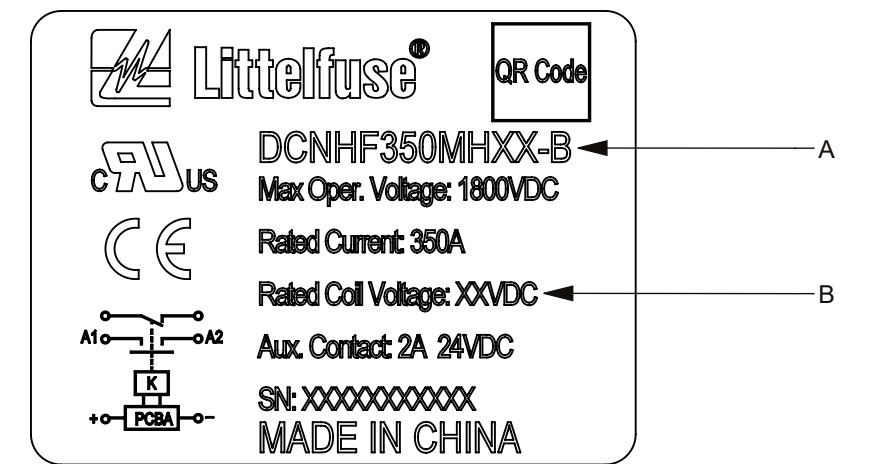 Littelfuse®
QR Code
DCNHF350MHXX-B
A
c RU US
Max Oper. Voltage: 1800VDC
CE
Rated Current: 350A
Rated Coil Voltage: XXVDC
B
A1 A2
Aux. Contact: 2A 24VDC
K
SN: XXXXXXXXXXX
+ PCBA -
MADE IN CHINA